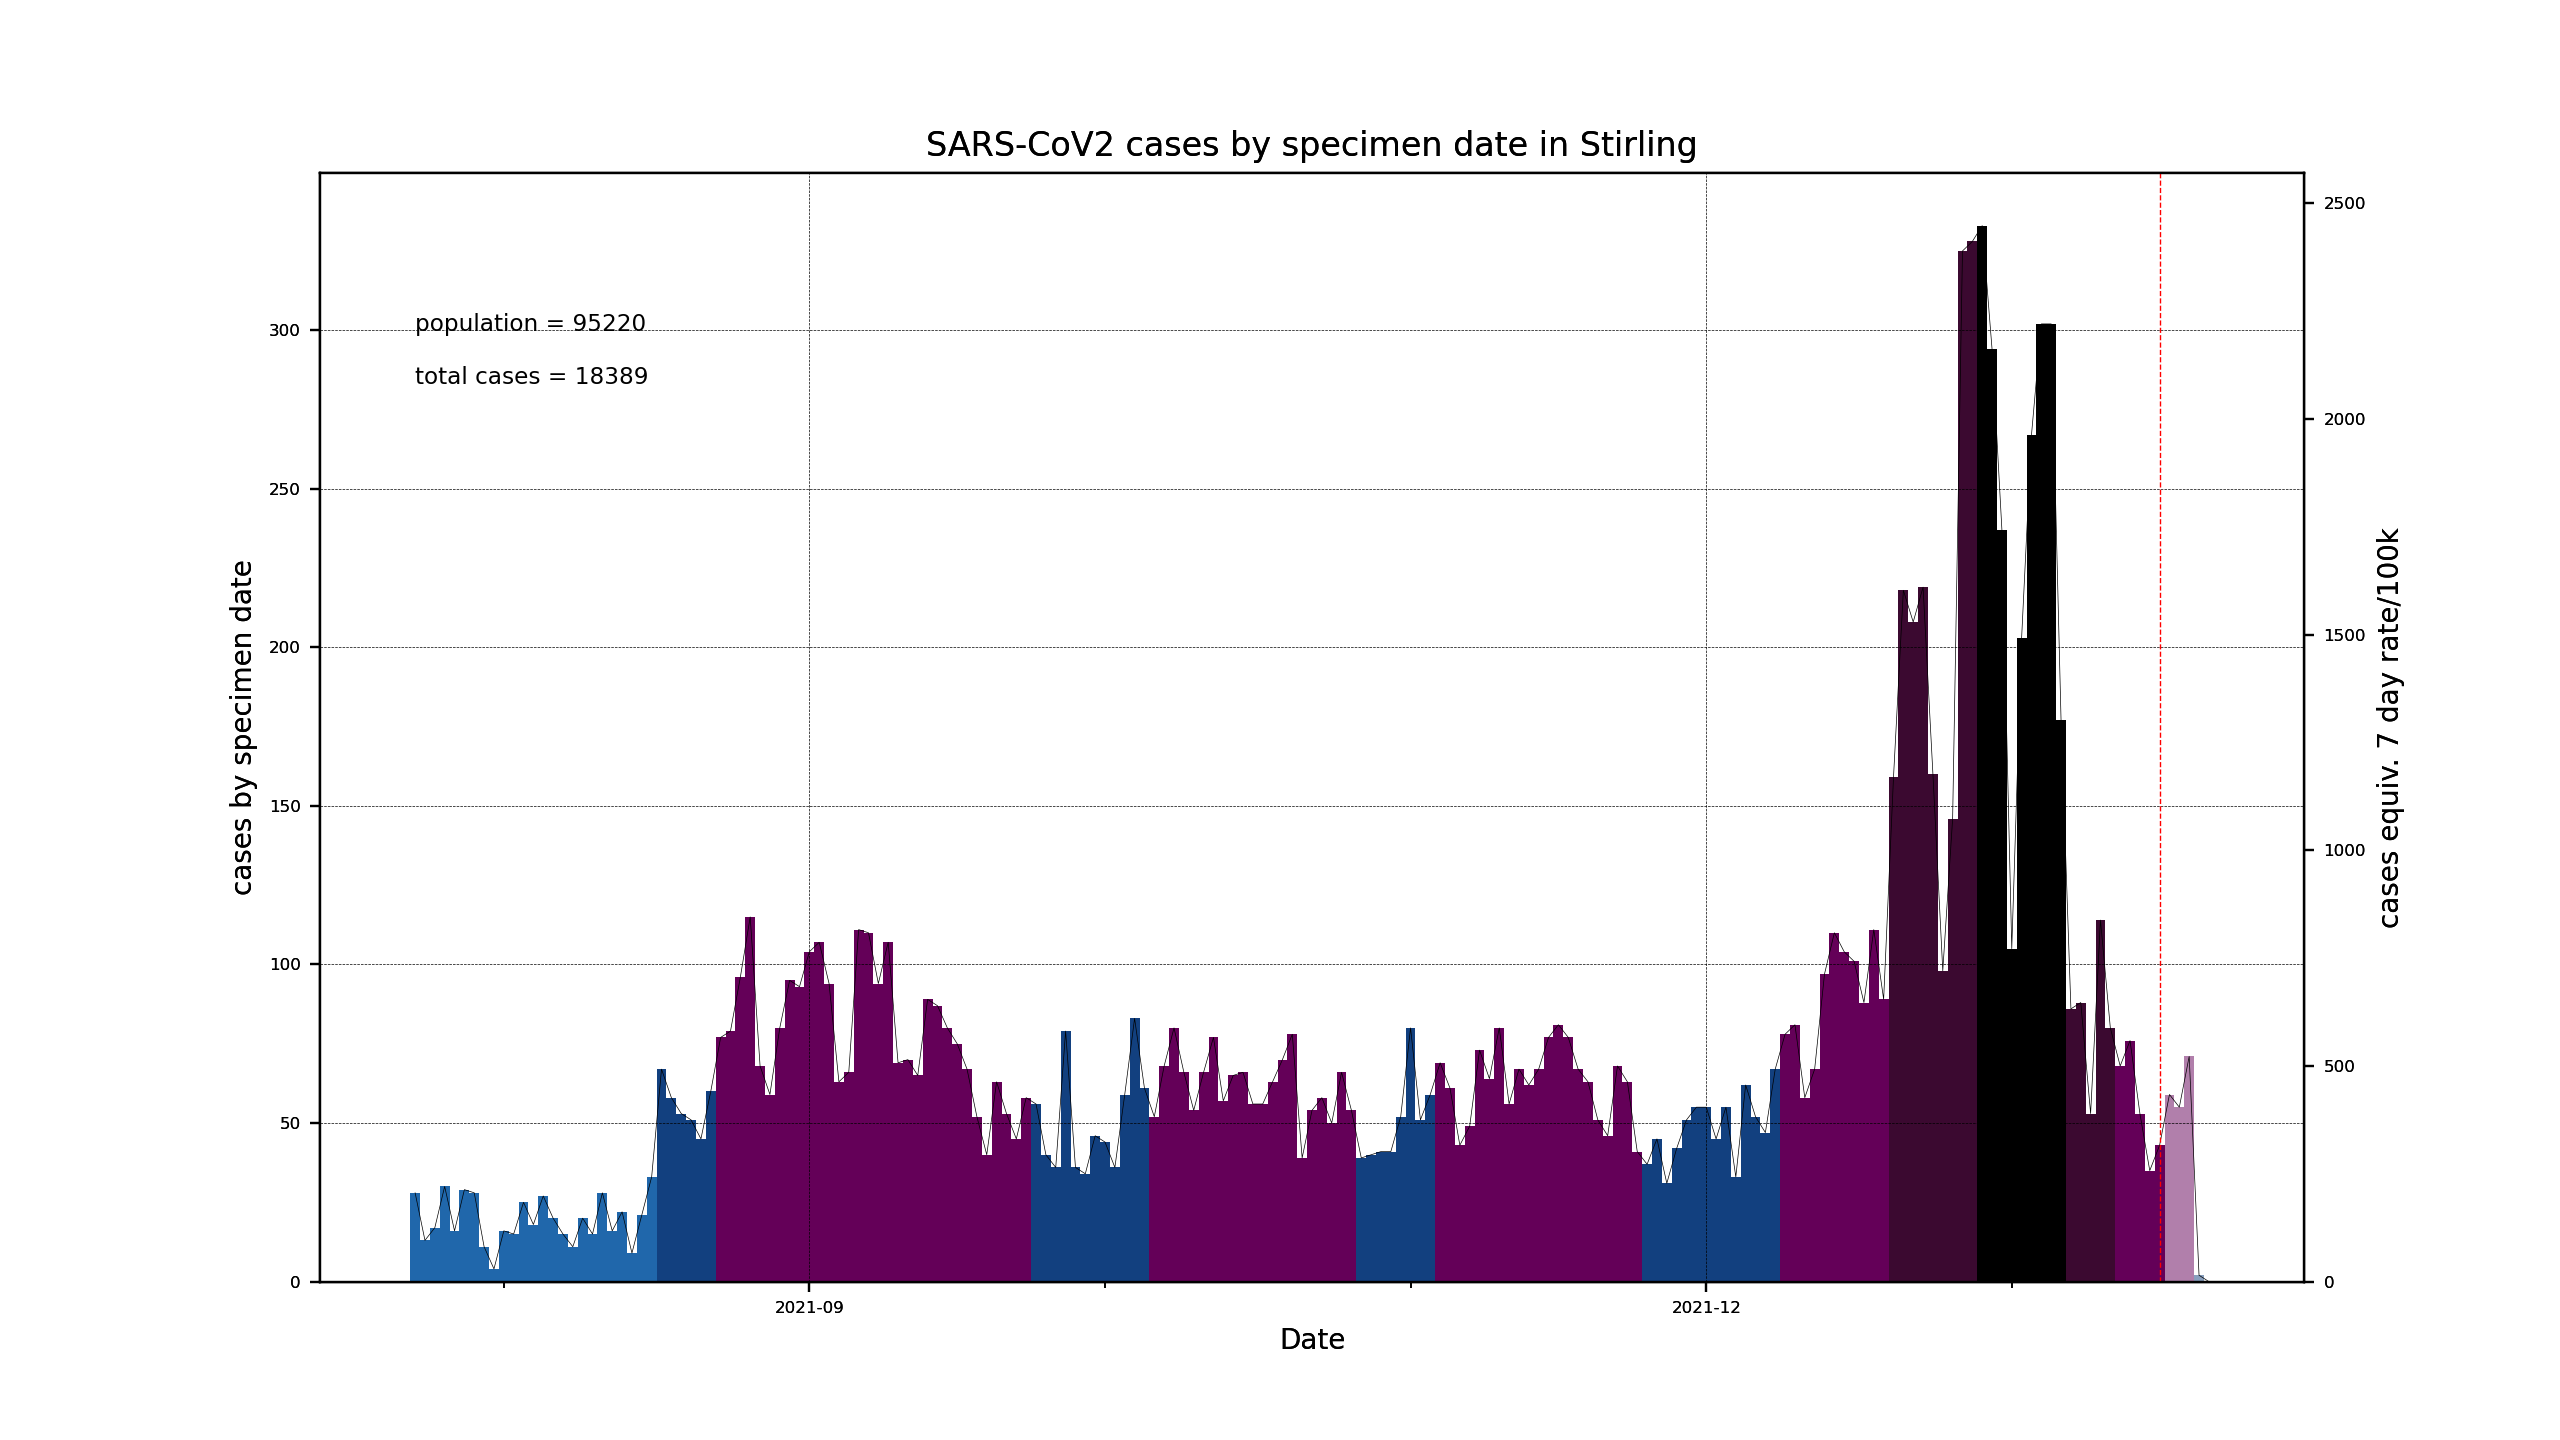 SARS-CoV2 cases by specimen date in Stirling
population = 95220
total cases = 18389
cases by specimen date
300
250
200
150
100
50
0
2500
2000
1500
1000
500
0
cases equiv. 7 day rate/100k
2021-09
2021-12
Date